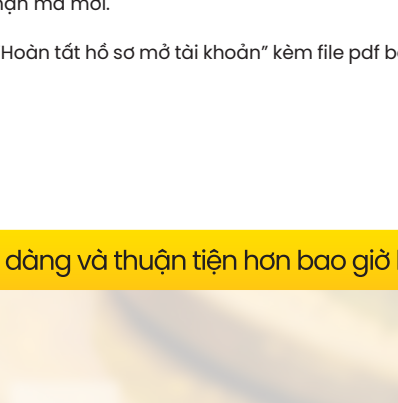 mã mới.
Hoàn tất hồ sơ mở tài khoản” kèm file pdf
dàng và thuận tiện hơn bao giờ